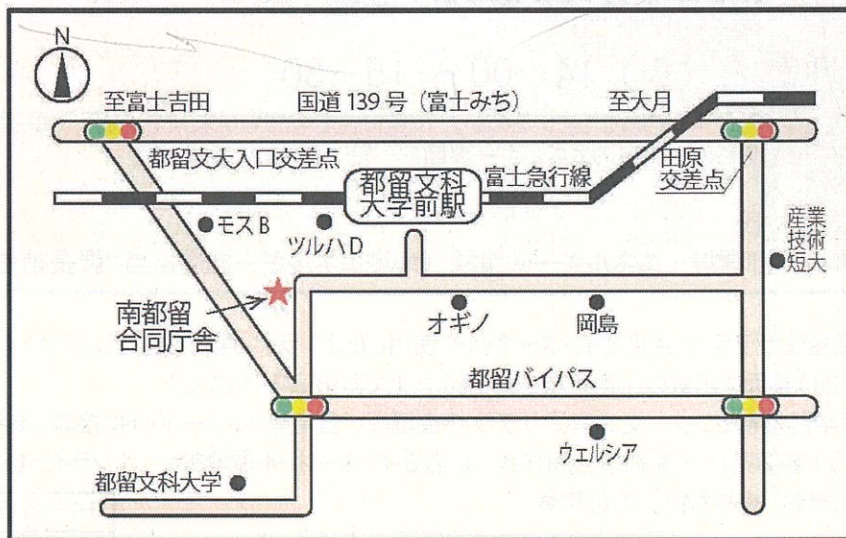 N
至富士吉田
国道139号（富士みち）
至大月
都留文大入口交差点
田原
交差点
都留文科
大学前駅
富士急行線
モスB
ツルハD
産業
技術
短大
南都留
合同庁舎
オギノ
岡島
都留バイパス
ウェルシア
都留文科大学